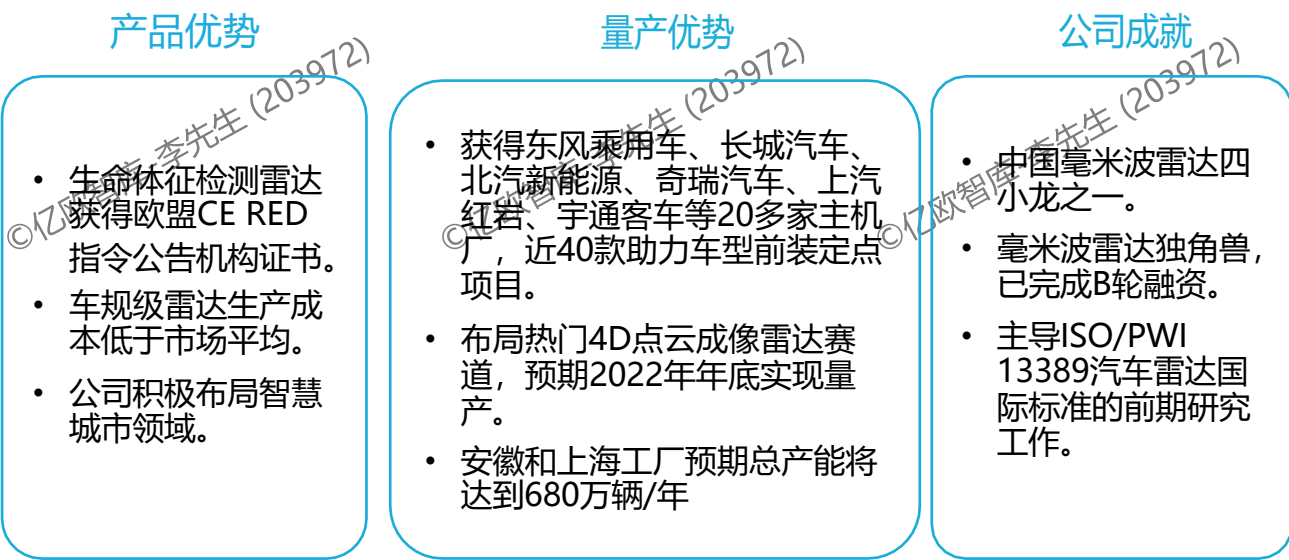 产品优势
• 生命体征检测雷达
获得欧盟CE RED
指令公告机构证书。
• 车规级雷达生产成
本低于市场平均。
• 公司积极布局智慧
城市领域。
©亿欧智库-李先生 (203972)
量产优势
• 获得东风乘用车、长城汽车、
北汽新能源、奇瑞汽车、上汽
红岩、宇通客车等20多家主机
厂，近40款助力车型前装定点
项目。
• 布局热门4D点云成像雷达赛
道，预期2022年年底实现量
产。
• 安徽和上海工厂预期总产能将
达到680万辆/年
©亿欧智库-李先生 (203972)
公司成就
• 中国毫米波雷达四
小龙之一。
• 毫米波雷达独角兽，
已完成B轮融资。
• 主导ISO/PWI
13389汽车雷达国
际标准的前期研究
工作。
©亿欧智库-李先生 (203972)